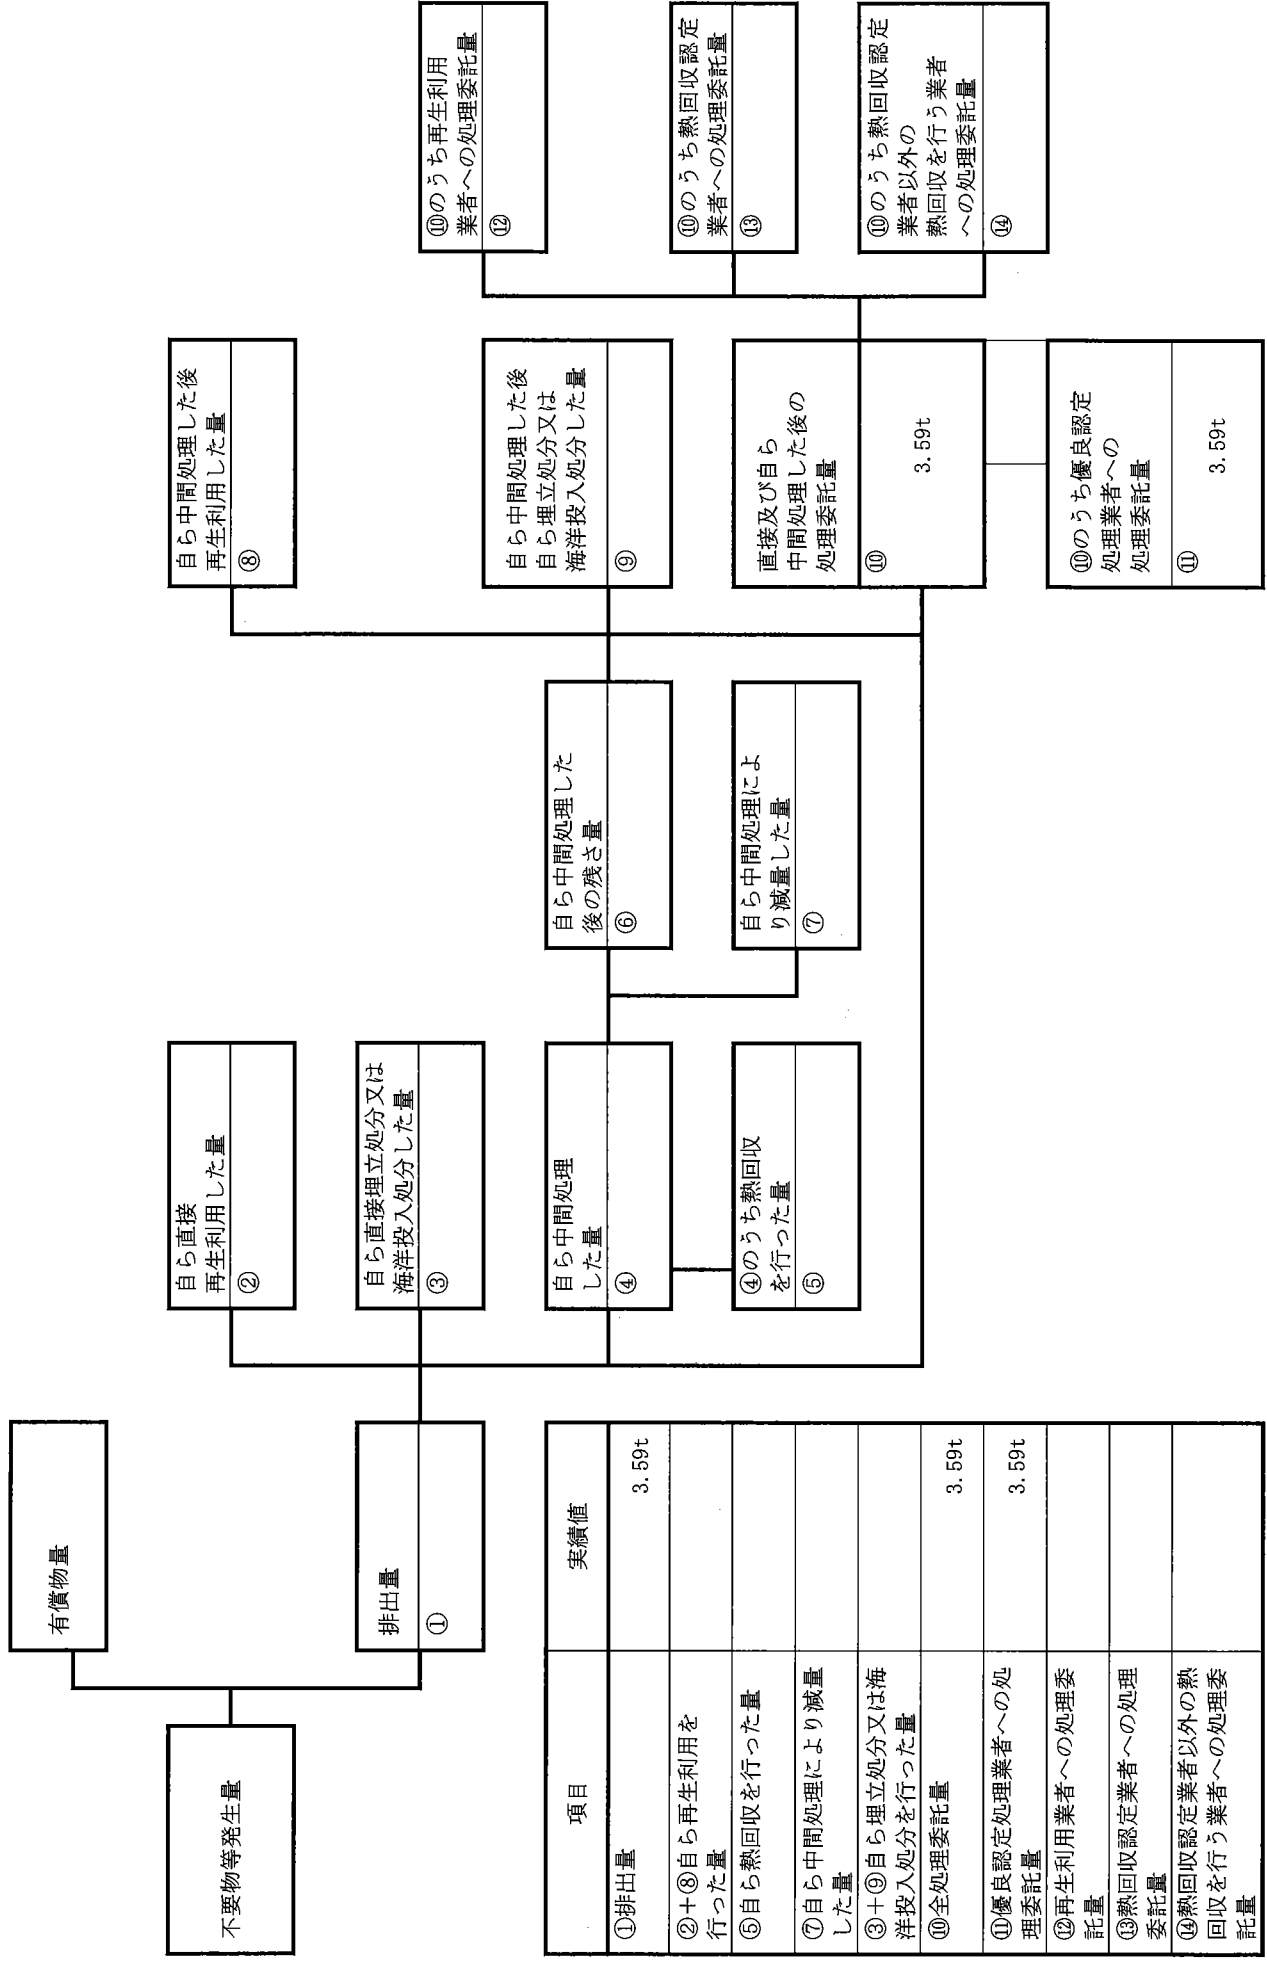 有償物量
不要物等発生量
排出量
①
自ら直接
再生利用した量
②
自ら直接埋立処分又は
海洋投入処分した量
③
自ら中間処理
した量
④
④のうち熱回収
を行った量
⑤
自ら中間処理した
後の残さ量
⑥
自ら中間処理によ
り減量した量
⑦
自ら中間処理した後
再生利用した量
⑧
自ら中間処理した後
自ら埋立処分又は
海洋投入処分した量
⑨
直接及び自ら
中間処理した後の
処理委託量
⑩
3.59t
⑩のうち優良認定
処理業者への
処理委託量
⑪
3.59t
⑩のうち再生利用
業者への処理委託量
⑫
⑩のうち熱回収認定
業者への処理委託量
⑬
⑩のうち熱回収認定
業者以外の
熱回収を行う業者
への処理委託量
⑭
項目 実績値
①排出量 3.59t
②+⑧自ら再生利用を
行った量
⑤自ら熱回収を行った量
⑦自ら中間処理により減量
した量
③+⑨自ら埋立処分又は海
洋投入処分を行った量
⑩全処理委託量 3.59t
⑪優良認定処理業者への処
理委託量 3.59t
⑫再生利用業者への処理委
託量
⑬熱回収認定業者への処理
委託量
⑭熱回収認定業者以外の熱
回収を行う業者への処理委
託量